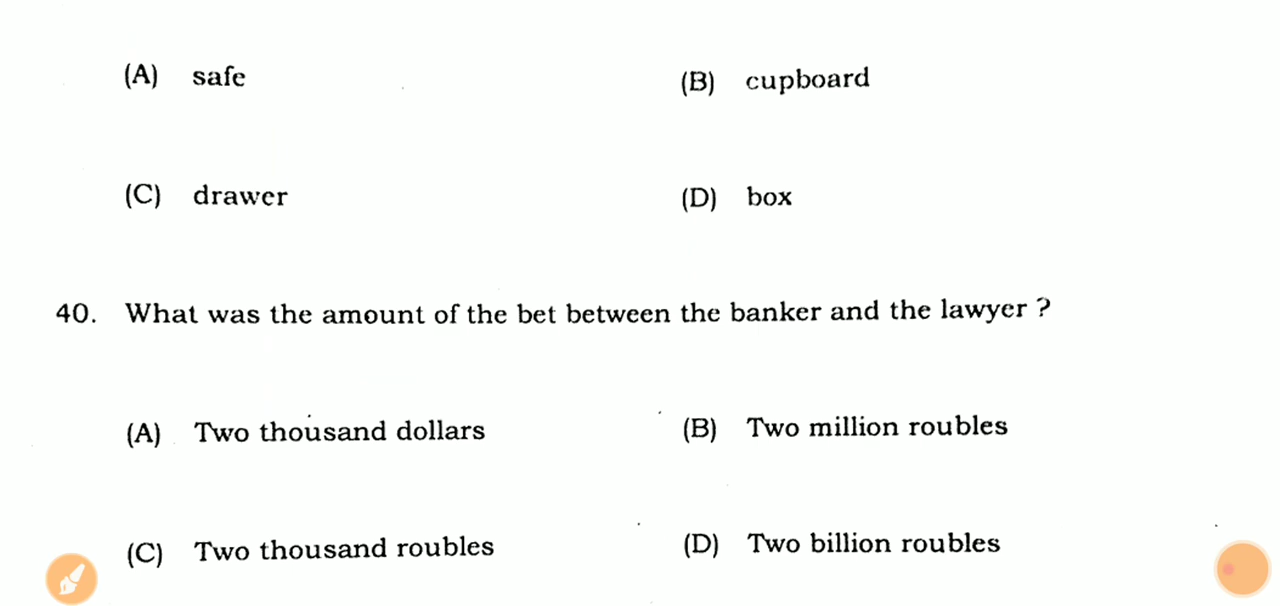 (A) safe (B) cupboard
(C) drawer (D) box
40. What was the amount of the bet between the banker and the lawyer ?
(A) Two thousand dollars (B) Two million roubles
(C) Two thousand roubles (D) Two billion roubles